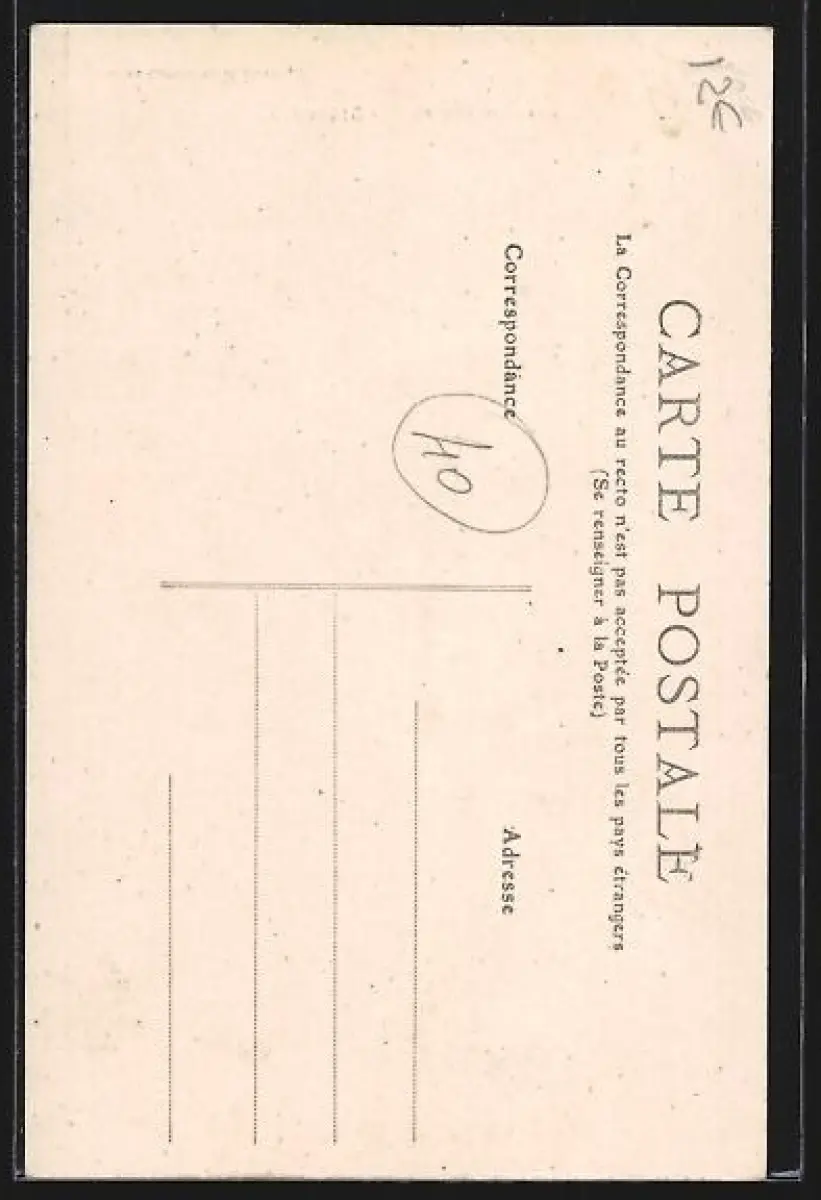 12€
CARTE POSTALE
La Correspondance au recto n'est pas acceptée par tous les pays étrangers
(Se renseigner à la Poste)
Correspondance
Adresse
40